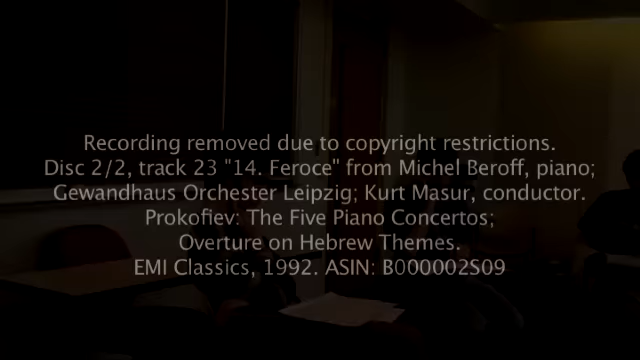 Recording removed due to copyright restrictions.
Disc 2/2, track 23 "14. Feroce" from Michel Beroff, piano;
Gewandhaus Orchester Leipzig; Kurt Masur, conductor.
Prokofiev: The Five Piano Concertos;
Overture on Hebrew Themes.
EMI Classics, 1992. ASIN: B000002S09